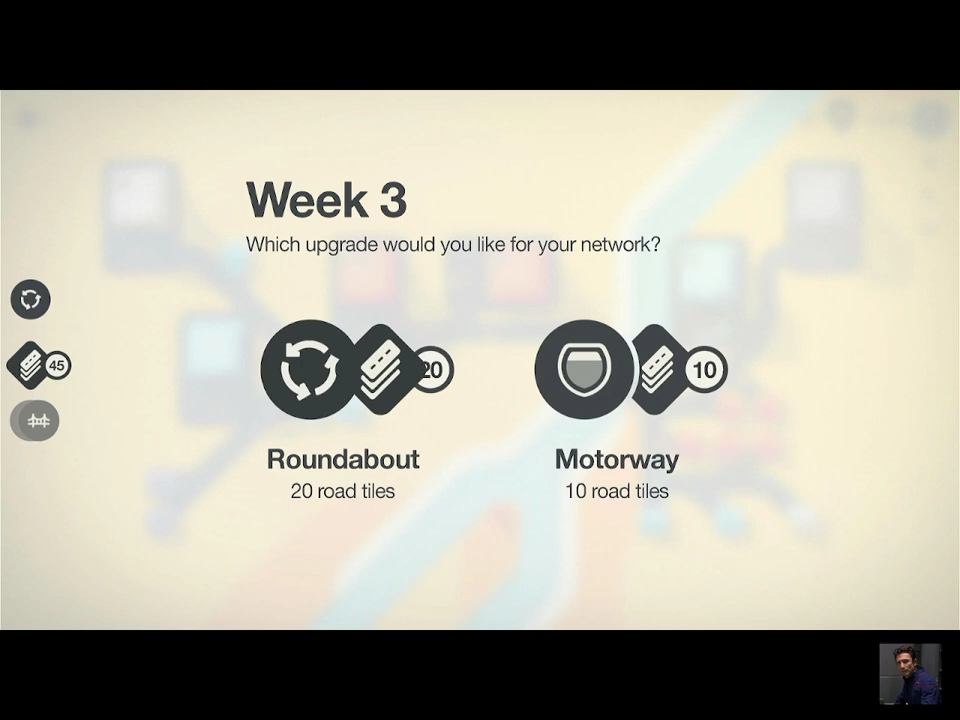 Week 3
Which upgrade would you like for your network?
45
20
10
Roundabout
Motorway
20 road tiles
10 road tiles